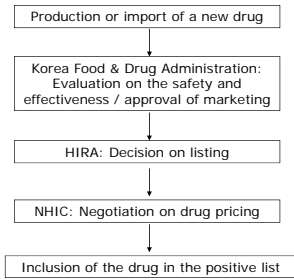 Production or import of a new drug
Korea Food & Drug Administration:
Evaluation on the safety and
effectiveness / approval of marketing
HIRA: Decision on listing
NHIC: Negotiation on drug pricing
Inclusion of the drug in the positive list